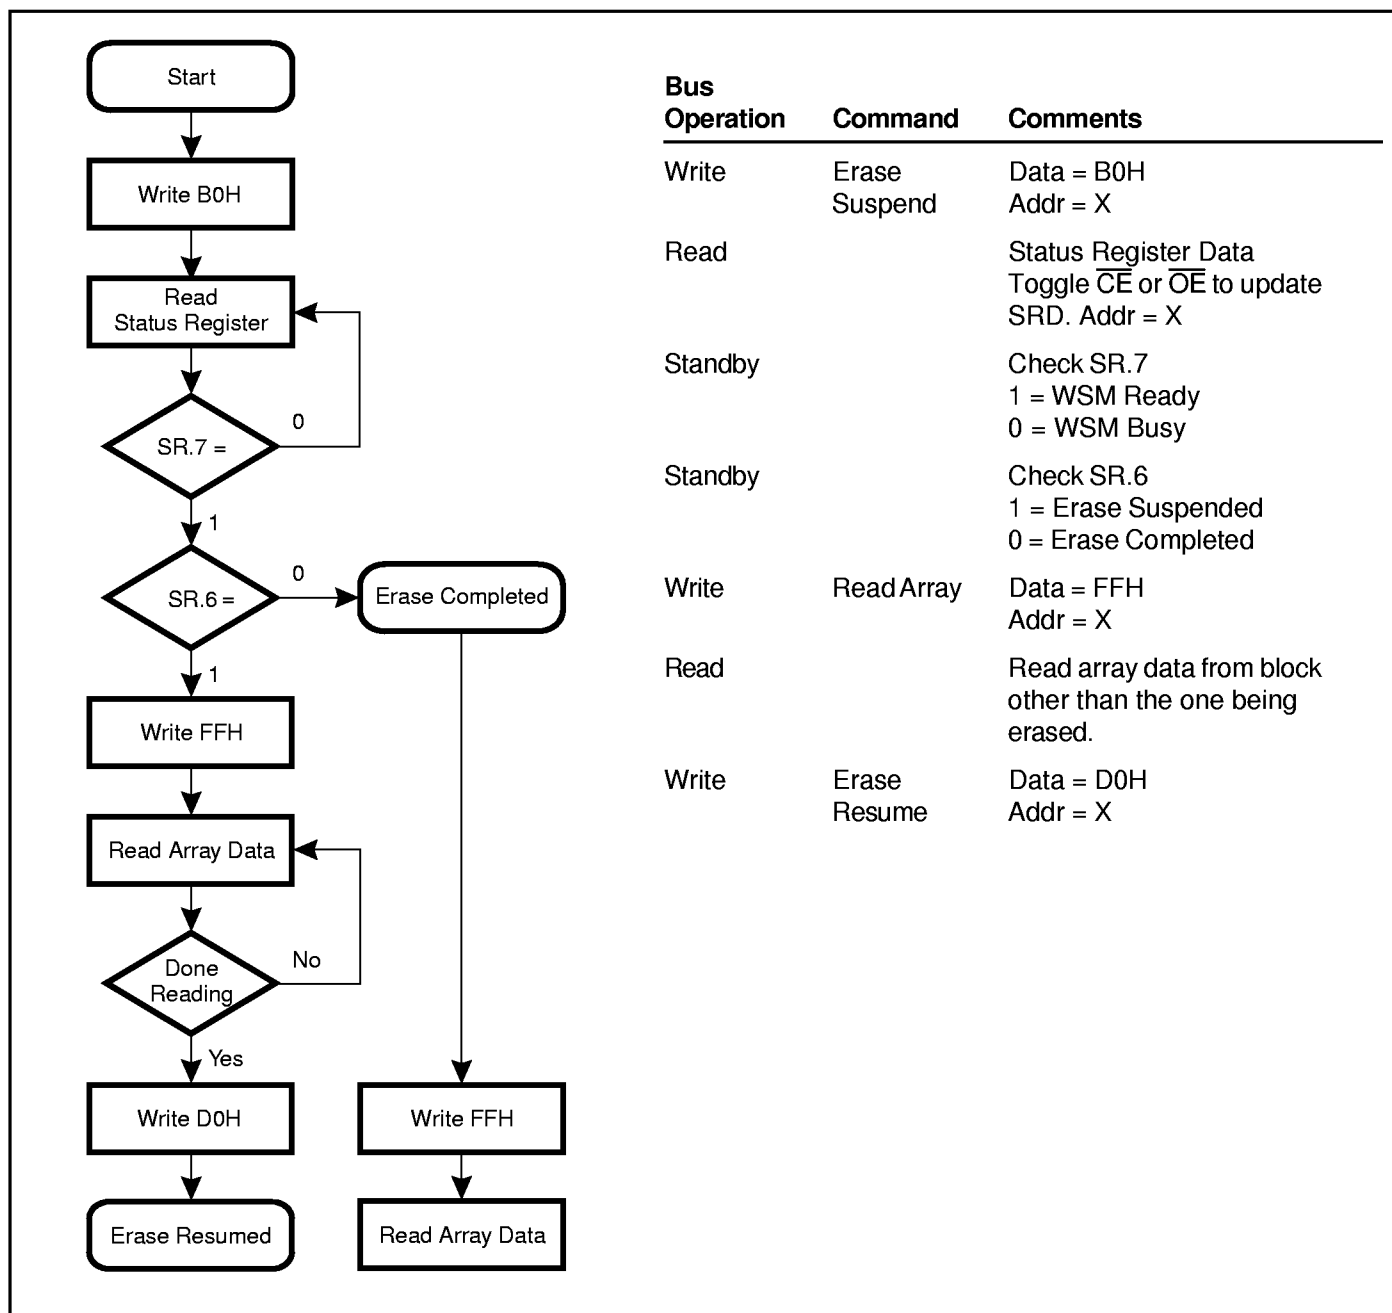 Start
Write B0H
Read
Status Register
0
SR.7 =
1
0
SR.6 =
Erase Completed
1
Write FFH
Read Array Data
No
Done
Reading
Yes
Write D0H
Write FFH
Erase Resumed
Read Array Data
Bus
Operation Command Comments
Write Erase Data = B0H
Suspend Addr = X
Read Status Register Data
Toggle C̅E̅ or O̅E̅ to update
SRD. Addr = X
Standby Check SR.7
1 = WSM Ready
0 = WSM Busy
Standby Check SR.6
1 = Erase Suspended
0 = Erase Completed
Write Read Array Data = FFH
Addr = X
Read Read array data from block
other than the one being
erased.
Write Erase Data = D0H
Resume Addr = X